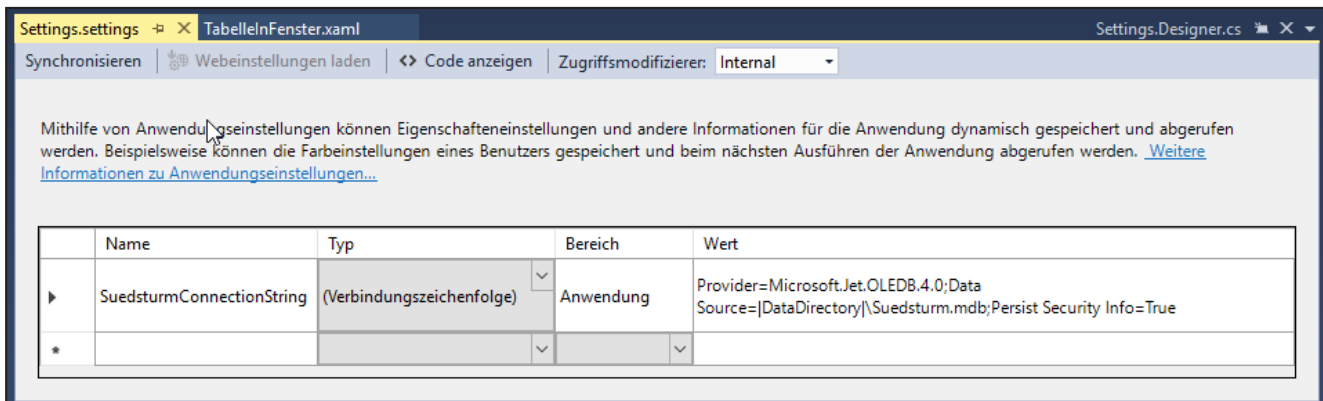 Settings.settings TabelleInFenster.xaml Settings.Designer.cs
Synchronisieren Webeinstellungen laden Code anzeigen Zugriffsmodifizierer: Internal
Mithilfe von Anwendungseinstellungen können Eigenschafteneinstellungen und andere Informationen für die Anwendung dynamisch gespeichert und abgerufen
werden. Beispielsweise können die Farbeinstellungen eines Benutzers gespeichert und beim nächsten Ausführen der Anwendung abgerufen werden. Weitere
Informationen zu Anwendungseinstellungen...
Name Typ Bereich Wert
SuedsturmConnectionString (Verbindungszeichenfolge) Anwendung Provider=Microsoft.Jet.OLEDB.4.0;Data
Source=|DataDirectory|\Suedsturm.mdb;Persist Security Info=True